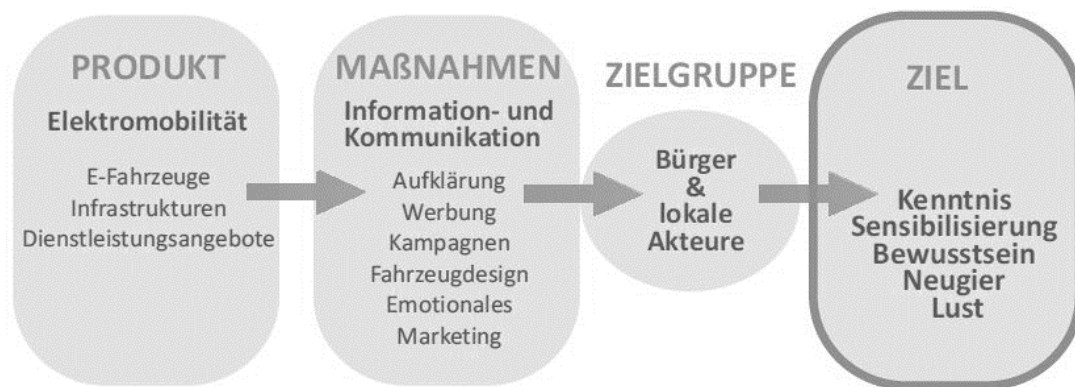 PRODUKT
Elektromobilität
E-Fahrzeuge
Infrastrukturen
Dienstleistungsangebote
MAßNAHMEN
Information- und
Kommunikation
Aufklärung
Werbung
Kampagnen
Fahrzeugdesign
Emotionales
Marketing
ZIELGRUPPE
Bürger
&
lokale
Akteure
ZIEL
Kenntnis
Sensibilisierung
Bewusstsein
Neugier
Lust